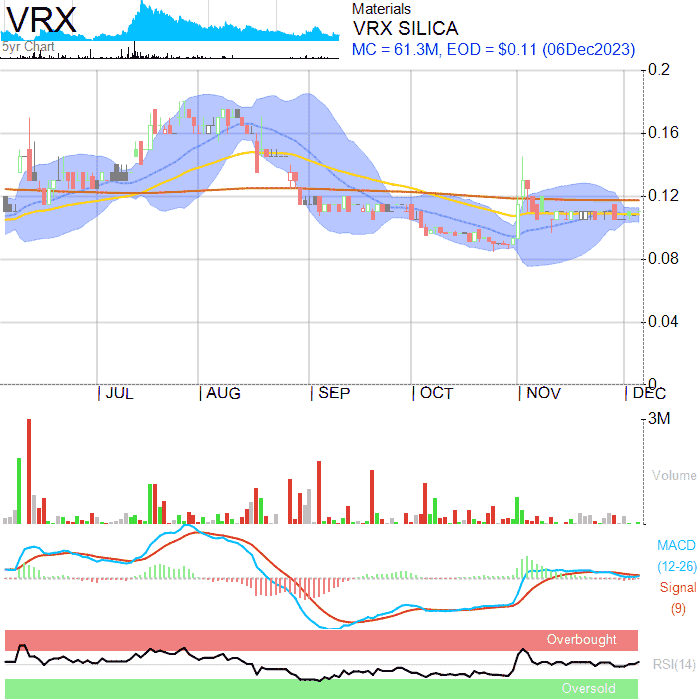 VRX
5yr Chart
Materials
VRX SILICA
MC = 61.3M, EOD = $0.11 (06Dec2023)
0.2
0.16
0.12
0.08
0.04
0
JUL AUG SEP OCT NOV DEC
3M
Volume
MACD
(12-26)
Signal
(9)
Overbought
RSI(14)
Oversold